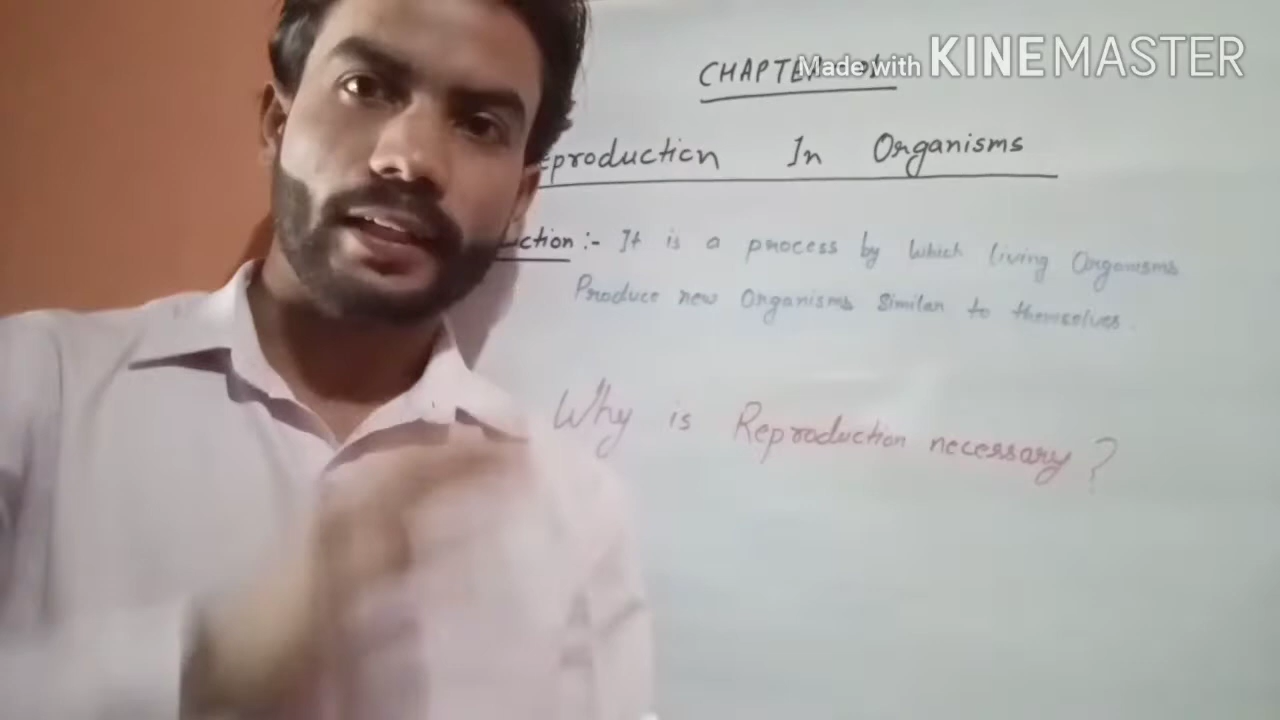 CHAPTER
Made with KINEMASTER
eproduction In Organisms
uction :- It is a process by which living Organisms
Produce new Organisms Similar to themselves.
Why is Reproduction necessary ?